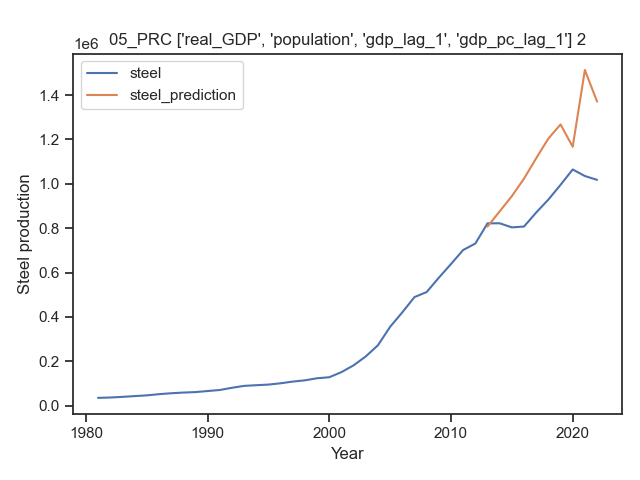 05_PRC ['real_GDP', 'population', 'gdp_lag_1', 'gdp_pc_lag_1'] 2
1e6
steel
steel_prediction
1.4
1.2
1.0
0.8
0.6
0.4
0.2
0.0
Steel production
1980
1990
2000
2010
2020
Year